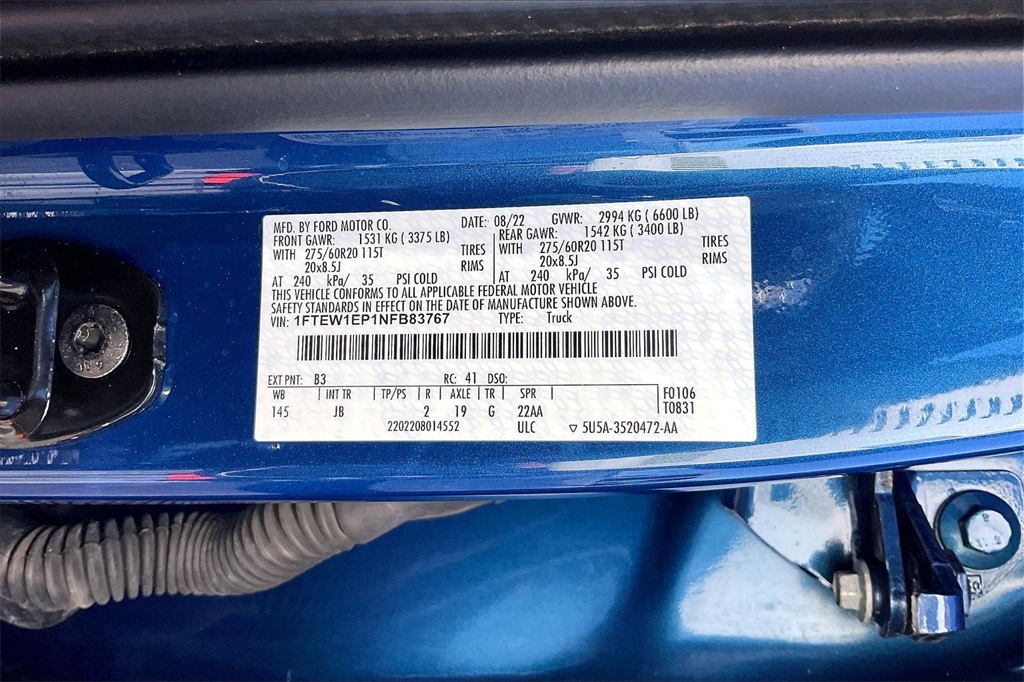 MFD. BY FORD MOTOR CO. DATE: 08/22 GVWR: 2994 KG ( 6600 LB)
FRONT GAWR: 1531 KG ( 3375 LB) REAR GAWR: 1542 KG ( 3400 LB)
WITH 275/60R20 115T TIRES WITH 275/60R20 115T TIRES
20x8.5J RIMS 20x8.5J RIMS
AT 240 kPa/ 35 PSI COLD AT 240 kPa/ 35 PSI COLD
THIS VEHICLE CONFORMS TO ALL APPLICABLE FEDERAL MOTOR VEHICLE
SAFETY STANDARDS IN EFFECT ON THE DATE OF MANUFACTURE SHOWN ABOVE.
VIN: 1FTEW1EP1NFB83767 TYPE: Truck
EXT PNT: B3 RC: 41 DSO:
WB INT TR TP/PS R AXLE TR SPR F0106
145 JB 2 19 G 22AA T0831
2202208014552 ULC ▽ 5U5A-3520472-AA